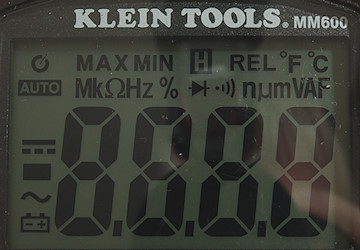 KLEIN TOOLS® MM600
MAX MIN H REL °F °C
AUTO MkΩHz % nµmVAF
8.8.8.8